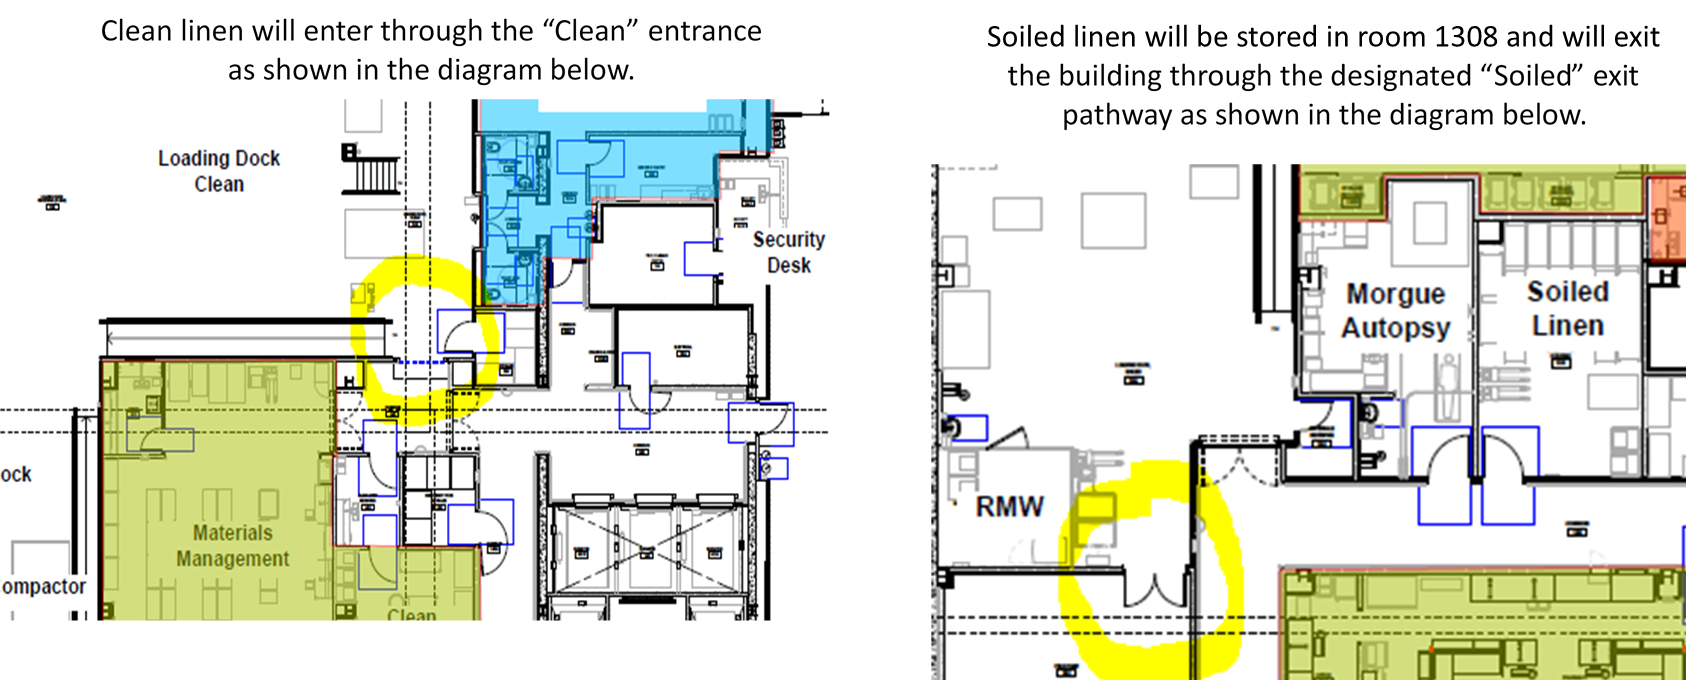 Clean linen will enter through the “Clean” entrance
as shown in the diagram below.
Loading Dock
Clean
Security
Desk
ock
Materials
Management
ompactor
Clean
Soiled linen will be stored in room 1308 and will exit
the building through the designated “Soiled” exit
pathway as shown in the diagram below.
Morgue
Autopsy
Soiled
Linen
RMW